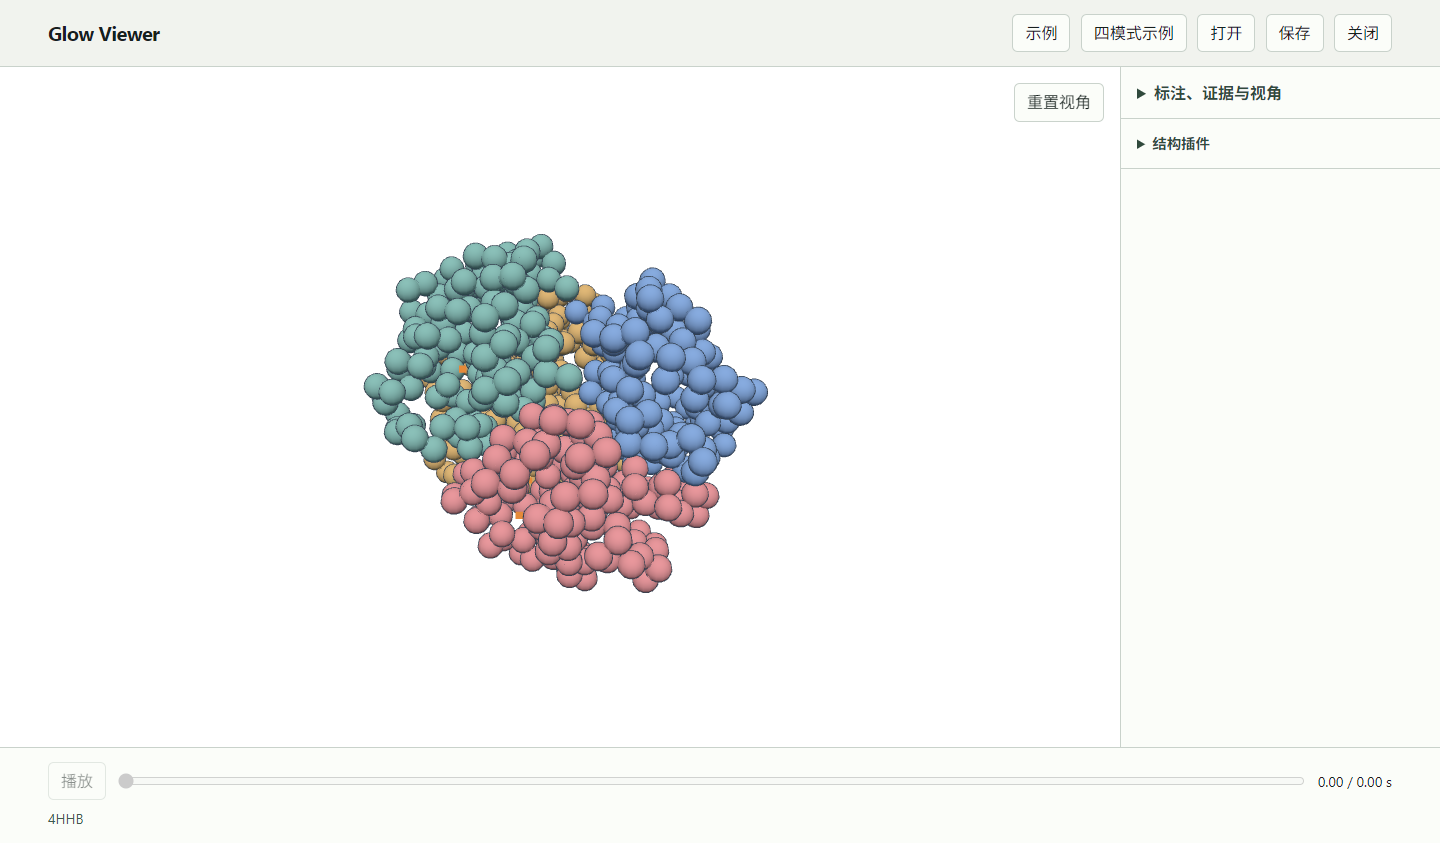 Glow Viewer
示例
四模式示例
打开
保存
关闭
重置视角
标注、证据与视角
结构插件
播放
0.00 / 0.00 s
4HHB